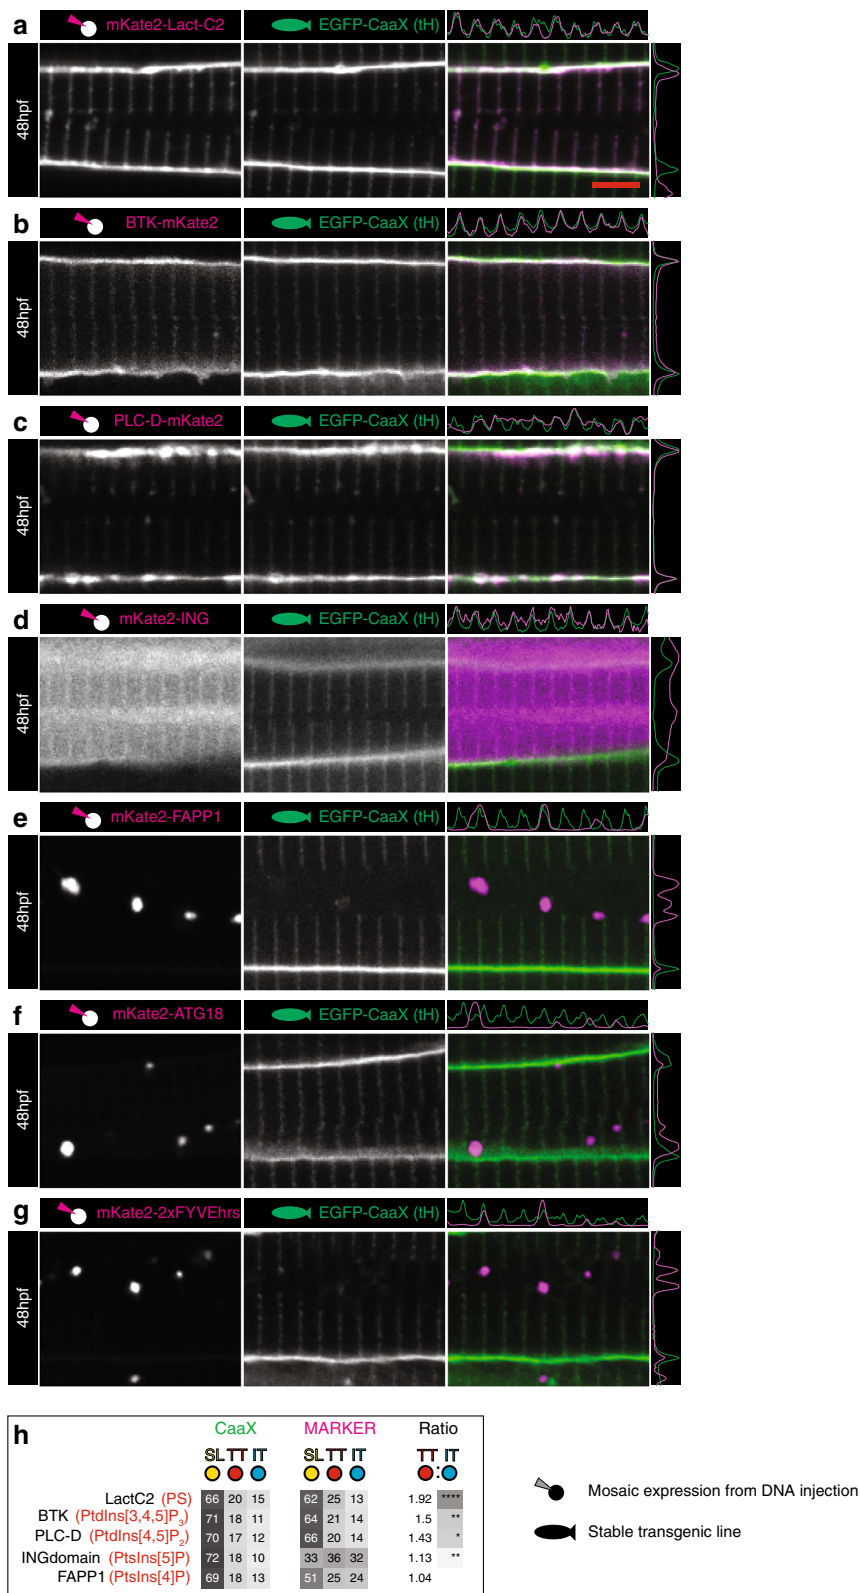 a mKate2-Lact-C2 EGFP-CaaX (tH)
48hpf
b BTK-mKate2 EGFP-CaaX (tH)
48hpf
c PLC-D-mKate2 EGFP-CaaX (tH)
48hpf
d mKate2-ING EGFP-CaaX (tH)
48hpf
e mKate2-FAPP1 EGFP-CaaX (tH)
48hpf
f mKate2-ATG18 EGFP-CaaX (tH)
48hpf
g mKate2-2xFYVEhrs EGFP-CaaX (tH)
48hpf
h CaaX MARKER Ratio
SL TT IT SL TT IT TT : IT
LactC2 (PS) 66 20 15 62 25 13 1.92 ****
BTK (PtdIns[3,4,5]P3) 71 18 11 64 21 14 1.5 **
PLC-D (PtdIns[4,5]P2) 70 17 12 66 20 14 1.43 *
INGdomain (PtsIns[5]P) 72 18 10 33 36 32 1.13 **
FAPP1 (PtsIns[4]P) 69 18 13 51 25 24 1.04
Mosaic expression from DNA injection
Stable transgenic line